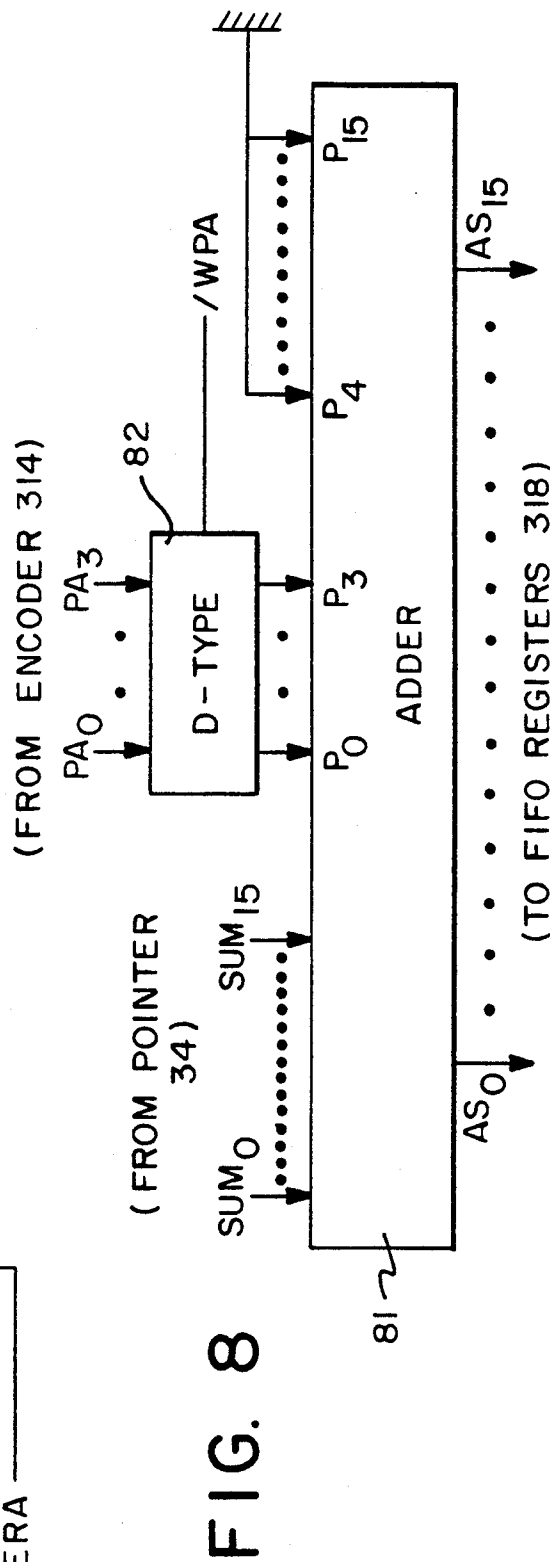 (FROM ENCODER 314)
PA0 PA3
82
D-TYPE
/WPA
(FROM POINTER
34)
SUM0 SUM15
P0 P3 P4 P15
ADDER
81
AS0 AS15
(TO FIFO REGISTERS 318)
FIG. 8
ERA